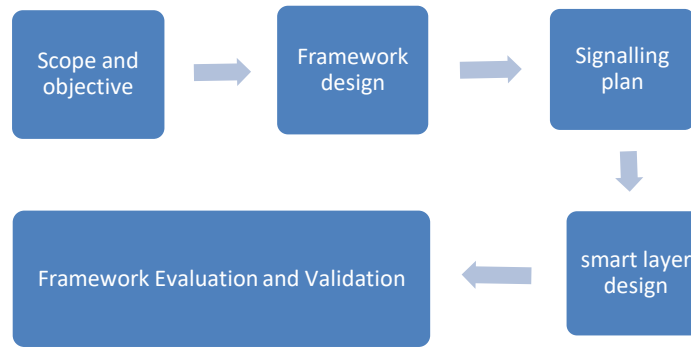 Scope and
objective
Framework
design
Signalling
plan
smart layer
design
Framework Evaluation and Validation